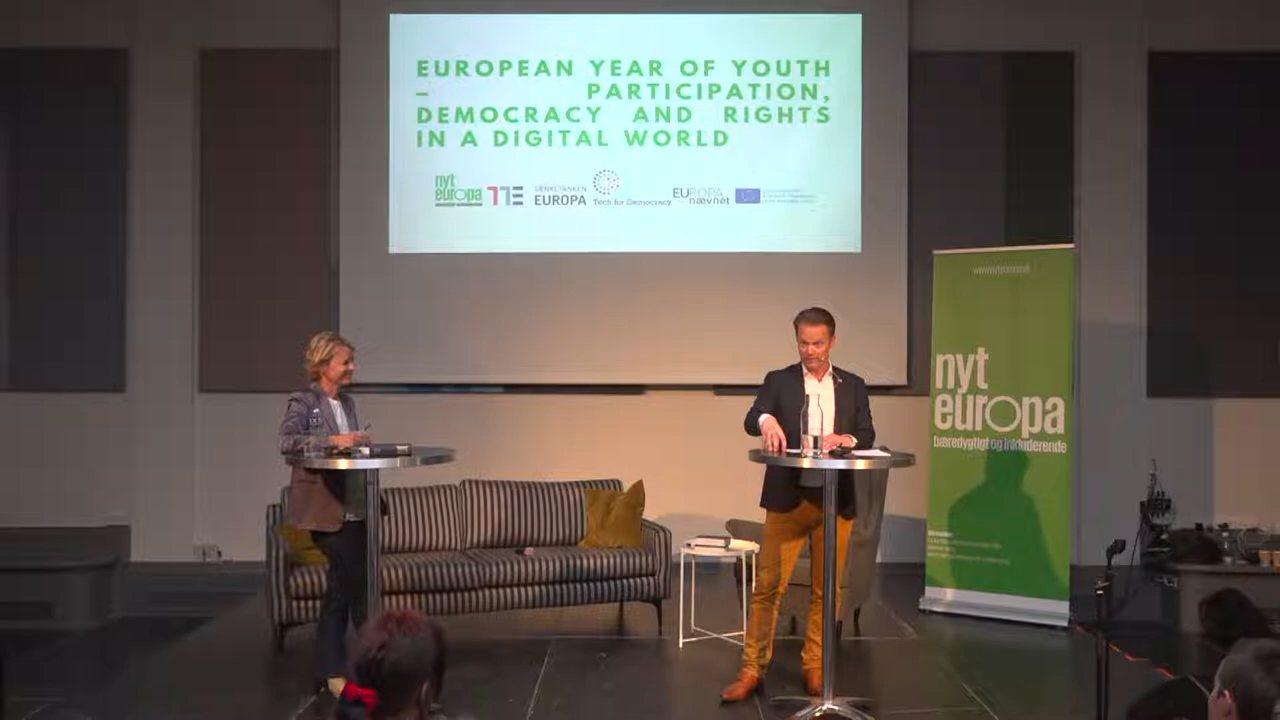 EUROPEAN YEAR OF YOUTH
– PARTICIPATION,
DEMOCRACY AND RIGHTS
IN A DIGITAL WORLD
nyt
europa
TTE
TÆNKETANKEN
EUROPA
Tech for Democracy
EUROPA
nævnet
nyt
europa
bæredygtigt og inkluderende